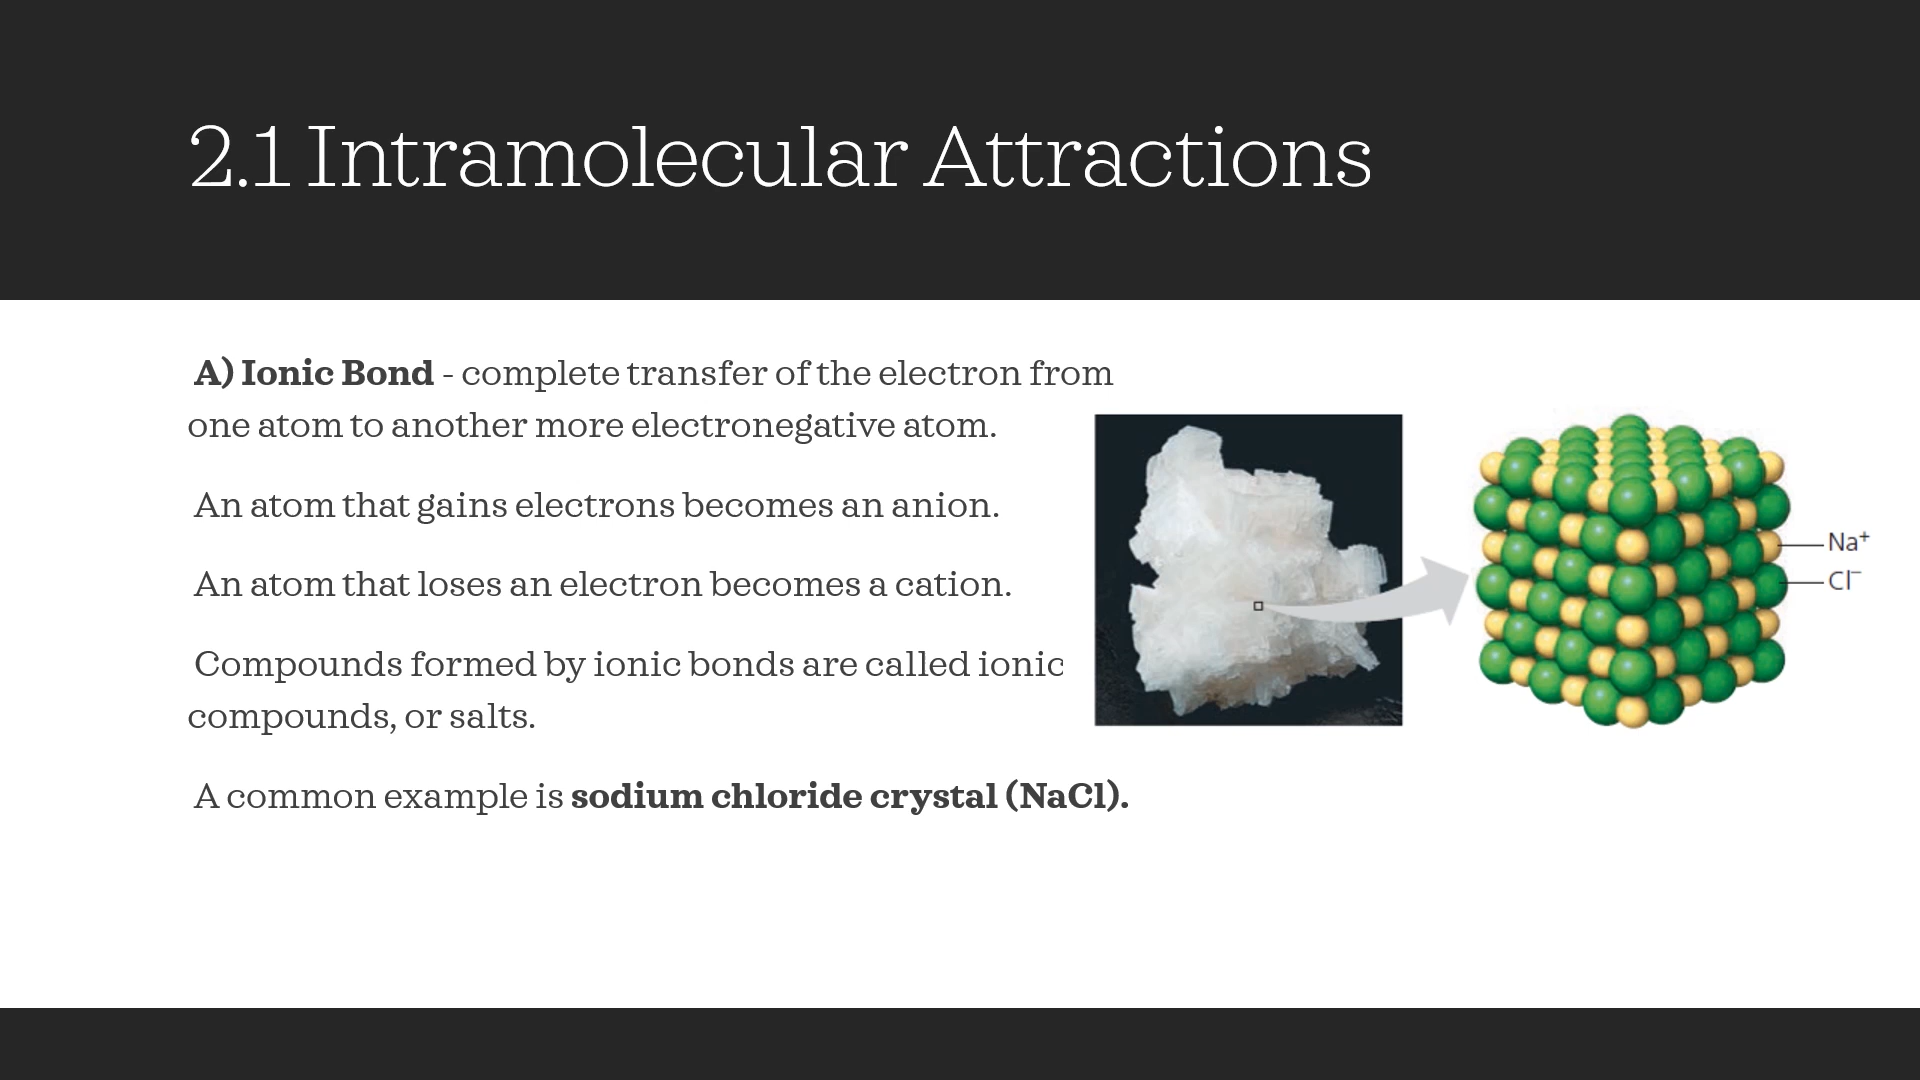 2.1 Intramolecular Attractions
A) Ionic Bond - complete transfer of the electron from
one atom to another more electronegative atom.
An atom that gains electrons becomes an anion.
An atom that loses an electron becomes a cation.
Compounds formed by ionic bonds are called ionic
compounds, or salts.
A common example is sodium chloride crystal (NaCl).
Na⁺
Cl⁻